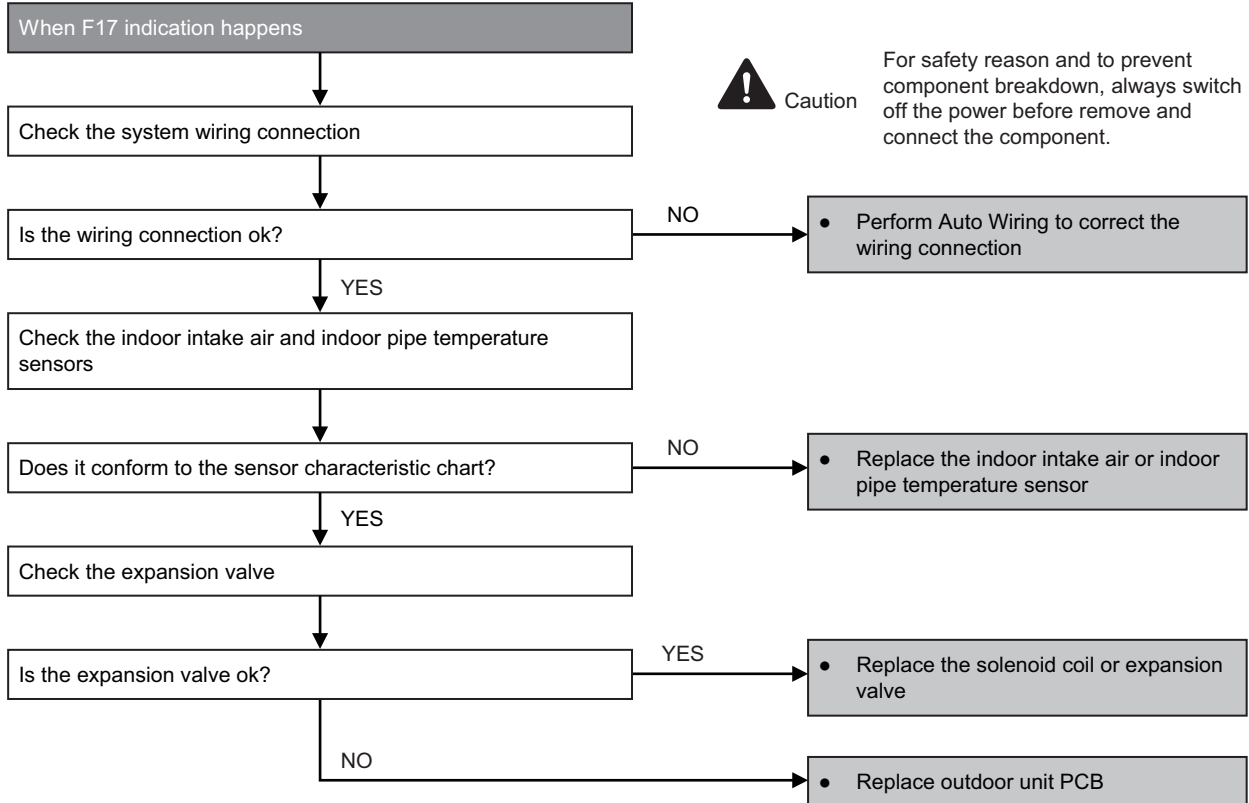 When F17 indication happens
Caution
For safety reason and to prevent
component breakdown, always switch
off the power before remove and
connect the component.
Check the system wiring connection
Is the wiring connection ok?
NO
● Perform Auto Wiring to correct the
wiring connection
YES
Check the indoor intake air and indoor pipe temperature
sensors
Does it conform to the sensor characteristic chart?
NO
● Replace the indoor intake air or indoor
pipe temperature sensor
YES
Check the expansion valve
Is the expansion valve ok?
YES
● Replace the solenoid coil or expansion
valve
NO
● Replace outdoor unit PCB